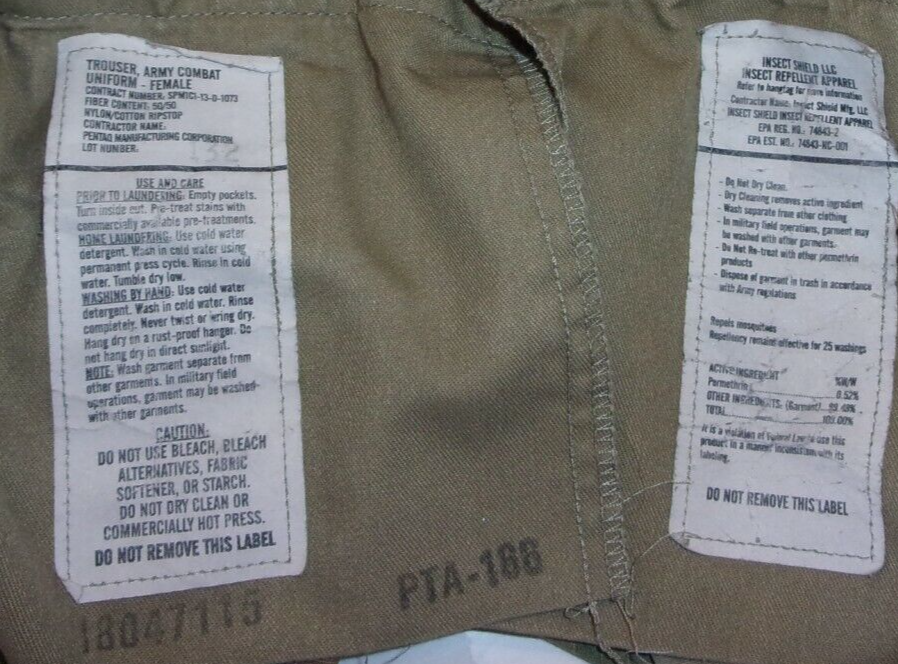 TROUSER, ARMY COMBAT
UNIFORM - FEMALE
CONTRACT NUMBER: SPM1C1-13-D-1073
FIBER CONTENT: 50/50
NYLON/COTTON RIPSTOP
CONTRACTOR NAME:
PENTAQ MANUFACTURING CORPORATION
LOT NUMBER:
USE AND CARE
PRIOR TO LAUNDERING: Empty pockets.
Turn inside out. Pre-treat stains with
commercially available pre-treatments.
HOME LAUNDERING: Use cold water
detergent. Wash in cold water using
permanent press cycle. Rinse in cold
water. Tumble dry low.
WASHING BY HAND: Use cold water
detergent. Wash in cold water. Rinse
completely. Never twist or wring dry.
Hang dry on a rust-proof hanger. Do
not hang dry in direct sunlight.
NOTE: Wash garment separate from
other garments. In military field
operations, garment may be washed
with other garments.
CAUTION:
DO NOT USE BLEACH, BLEACH
ALTERNATIVES, FABRIC
SOFTENER, OR STARCH.
DO NOT DRY CLEAN OR
COMMERCIALLY HOT PRESS.
DO NOT REMOVE THIS LABEL
18047115
PTA-166
INSECT SHIELD LLC
INSECT REPELLENT APPAREL
Refer to hangtag for more information
Contractor Name: Insect Shield Mfg. LLC
INSECT SHIELD INSECT REPELLENT APPAREL
EPA REG. NO.: 74843-2
EPA EST. NO.: 74843-NC-001
- Do Not Dry Clean.
- Dry Cleaning removes active ingredient
- Wash separate from other clothing
- In military field operations, garment may
be washed with other garments.
- Do Not Re-treat with other permethrin
products
- Dispose of garment in trash in accordance
with Army regulations
Repels mosquitoes
Repellency remains effective for 25 washings
ACTIVE INGREDIENT %W/W
Permethrin 0.52%
OTHER INGREDIENTS: (Garment) 99.48%
TOTAL 100.00%
It is a violation of Federal Law to use this
product in a manner inconsistent with its
labeling.
DO NOT REMOVE THIS LABEL